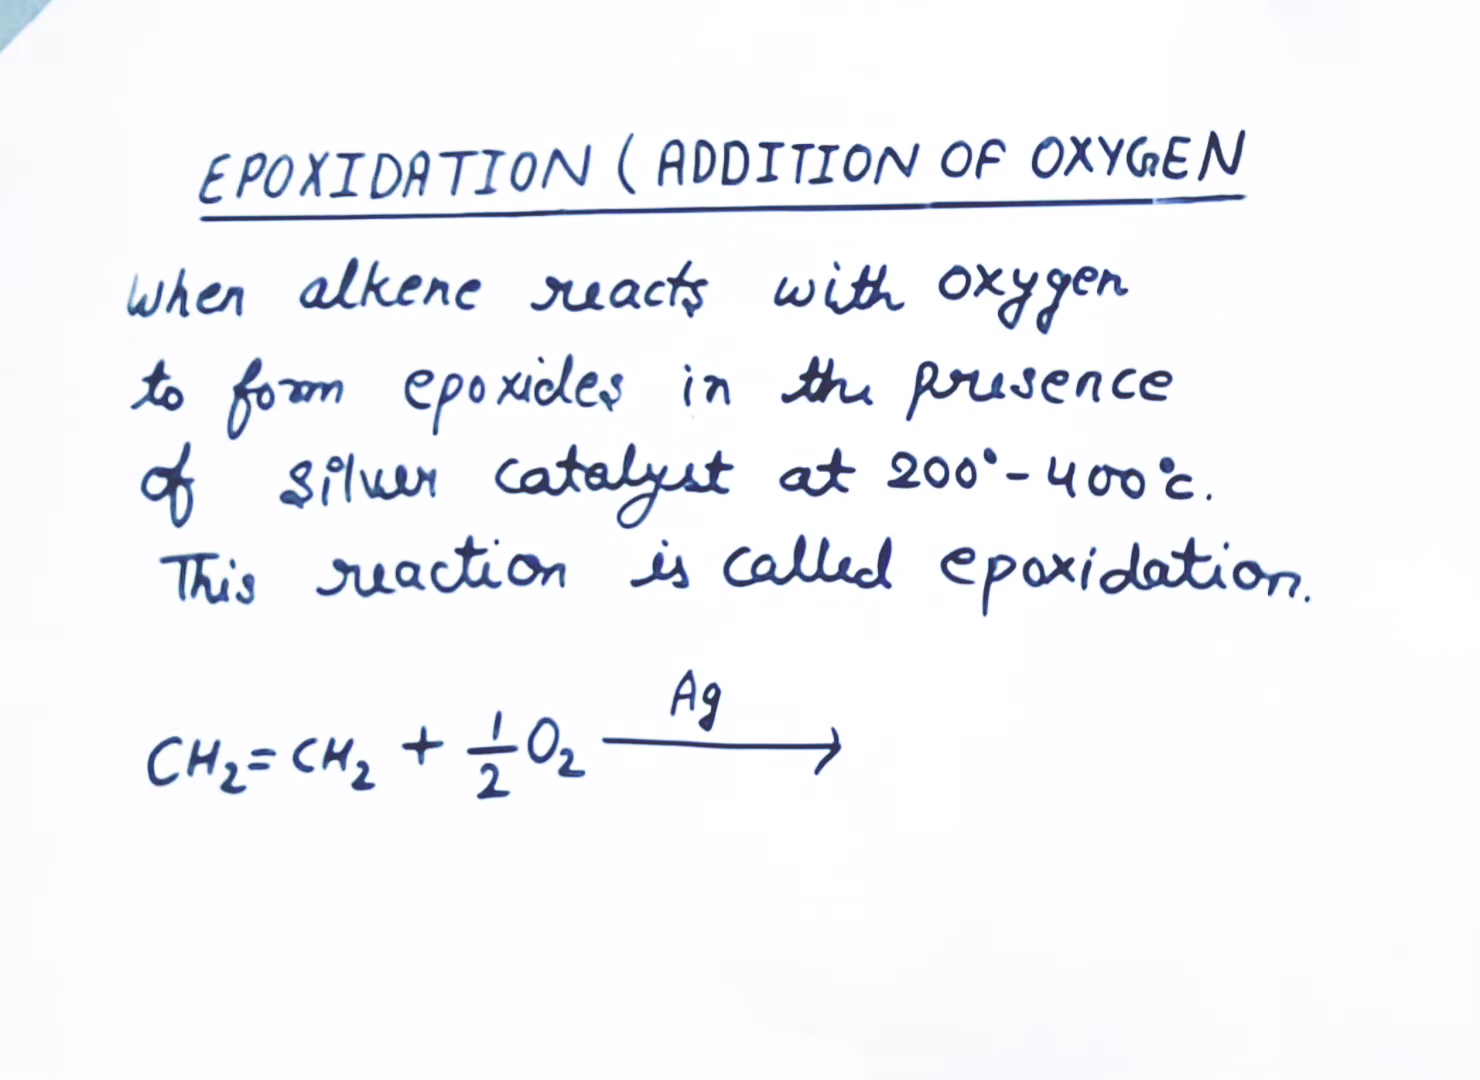 EPOXIDATION ( ADDITION OF OXYGEN
when alkene reacts with oxygen
to form epoxides in the presence
of silver catalyst at 200° - 400°c.
This reaction is called epoxidation.
Ag
CH₂ = CH₂ + 1/2 O₂ →